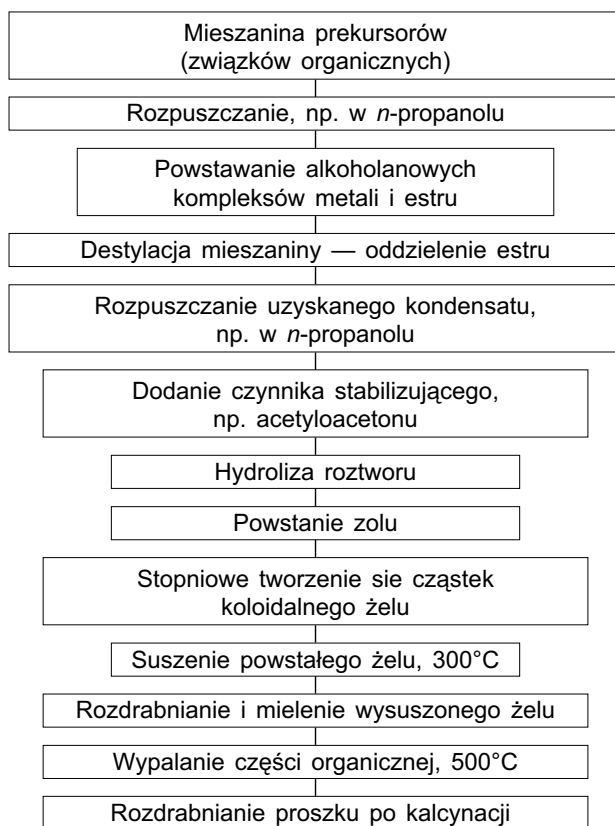 Mieszanina prekursorów
(związków organicznych)
Rozpuszczanie, np. w n-propanolu
Powstawanie alkoholanowych
kompleksów metali i estru
Destylacja mieszaniny — oddzielenie estru
Rozpuszczanie uzyskanego kondensatu,
np. w n-propanolu
Dodanie czynnika stabilizującego,
np. acetyloacetonu
Hydroliza roztworu
Powstanie zolu
Stopniowe tworzenie sie cząstek
koloidalnego żelu
Suszenie powstałego żelu, 300°C
Rozdrabnianie i mielenie wysuszonego żelu
Wypalanie części organicznej, 500°C
Rozdrabnianie proszku po kalcynacji